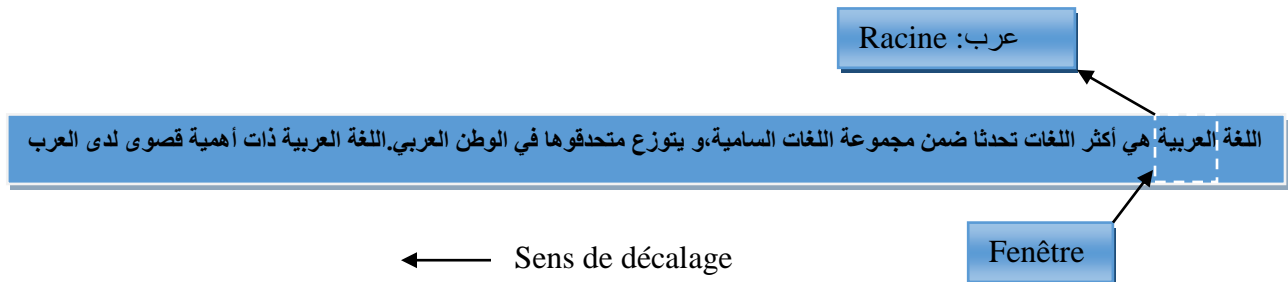 Racine :عرب
اللغة العربية هي أكثر اللغات تحدثا ضمن مجموعة اللغات السامية،و يتوزع متحدقوها في الوطن العربي.اللغة العربية ذات أهمية قصوى لدى العرب
Fenêtre
Sens de décalage